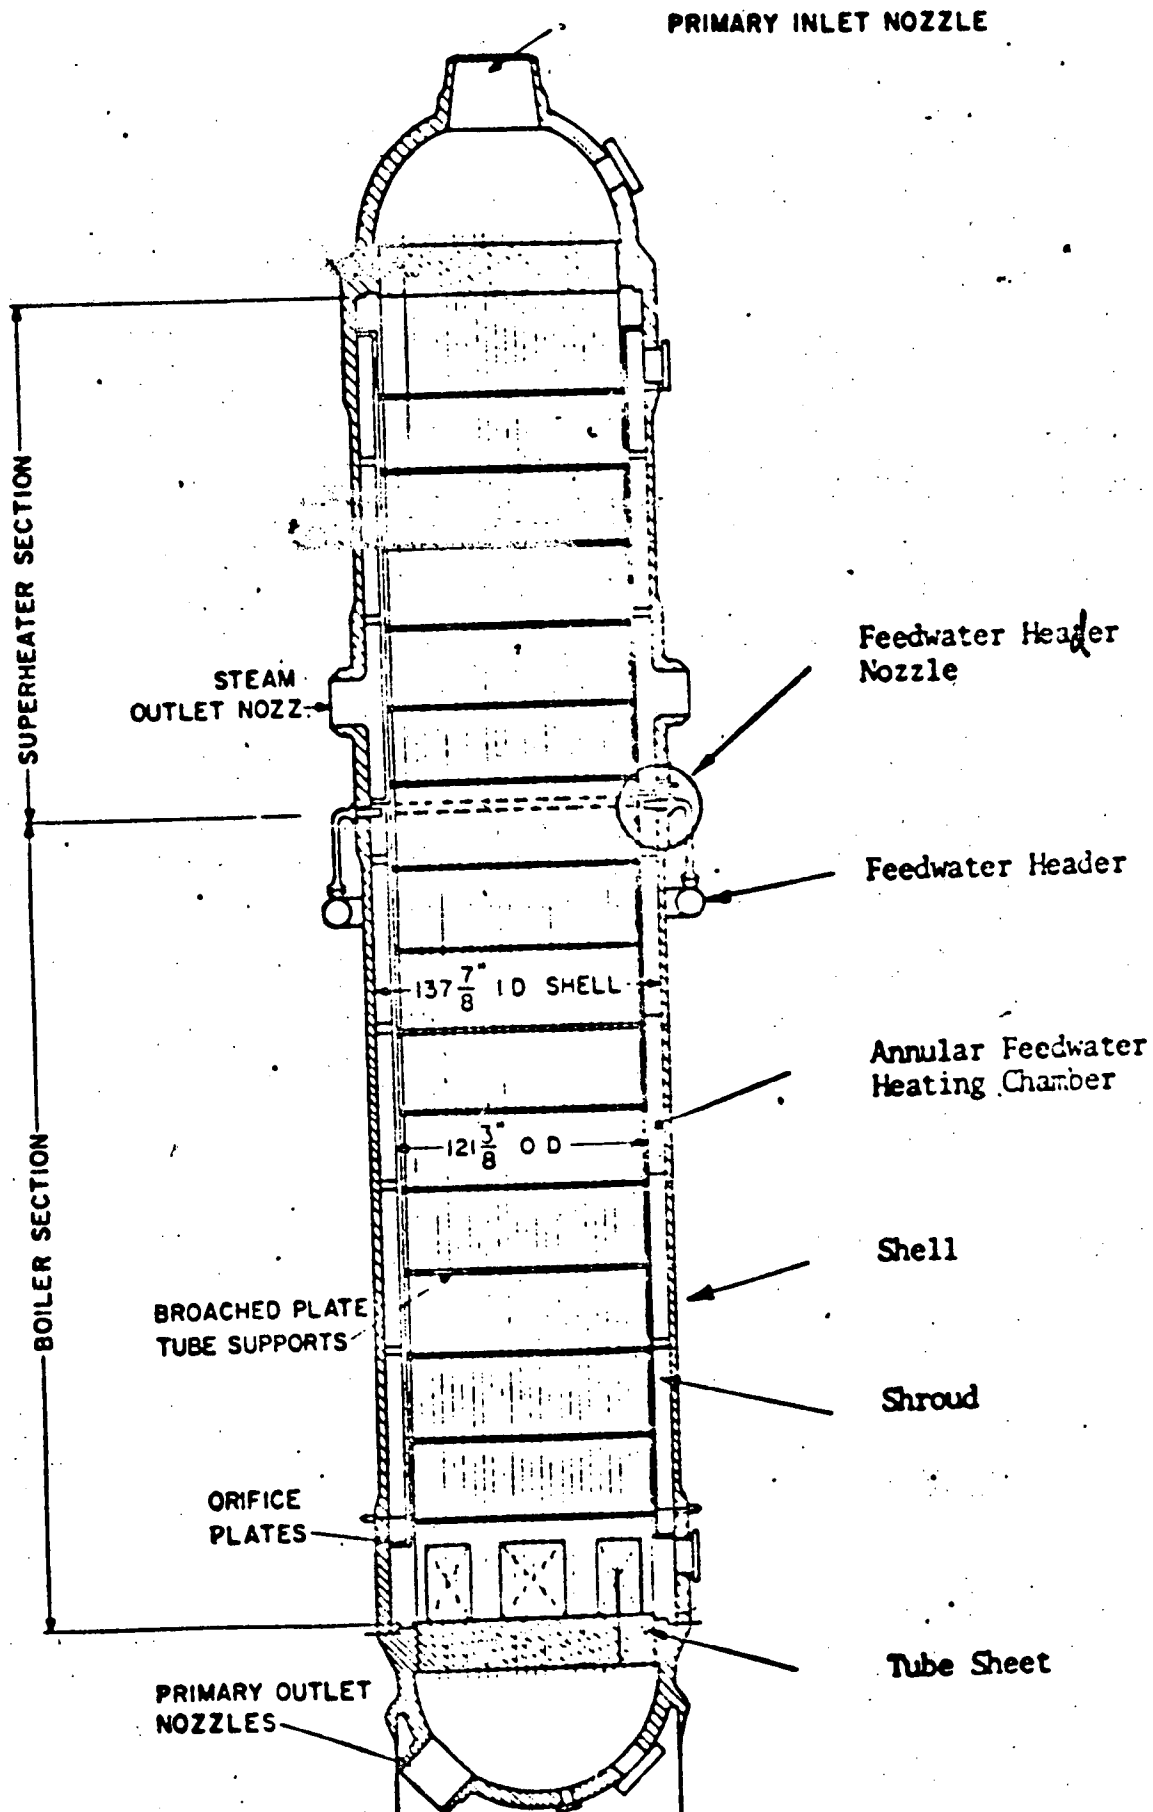 PRIMARY INLET NOZZLE
SUPERHEATER SECTION
STEAM
OUTLET NOZZ.
Feedwater Header
Nozzle
Feedwater Header
137 7/8" ID SHELL
Annular Feedwater
Heating Chamber
121 3/8" OD
BOILER SECTION
Shell
BROACHED PLATE
TUBE SUPPORTS
Shroud
ORIFICE
PLATES
Tube Sheet
PRIMARY OUTLET
NOZZLES